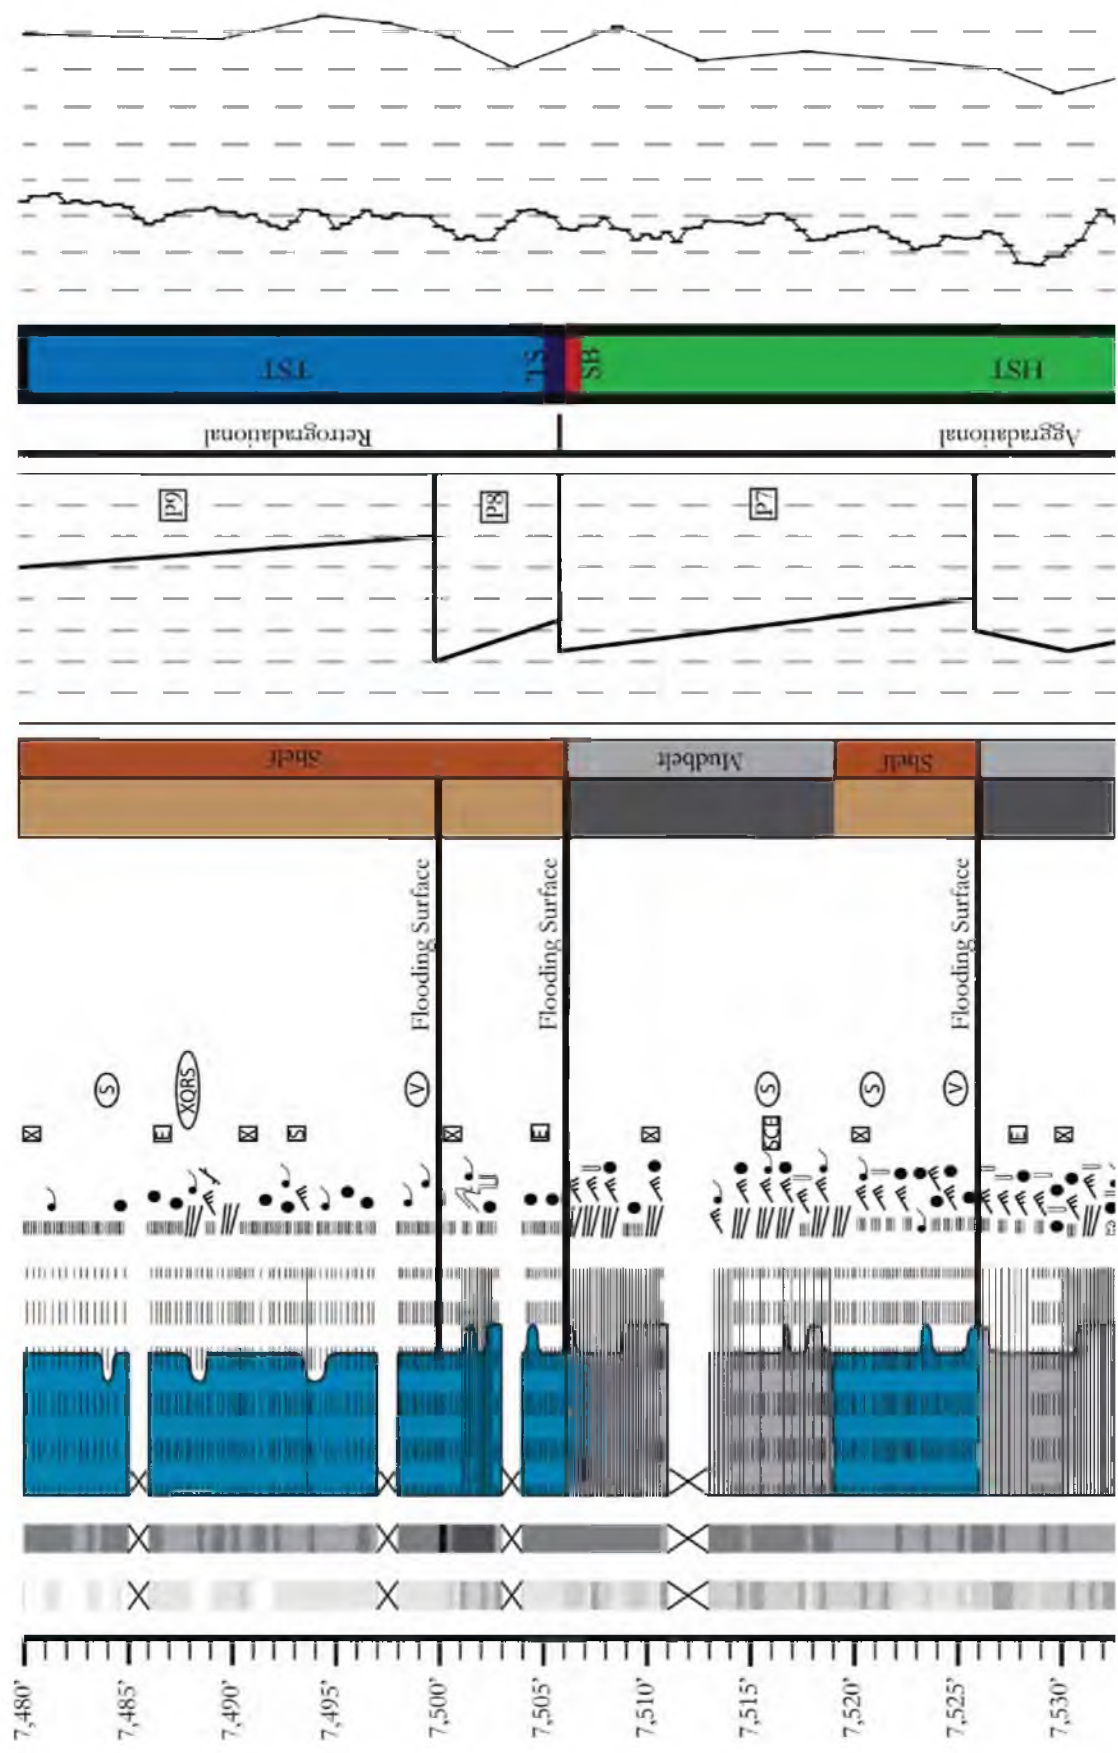 TST
TS
SB
HST
Retrogradational
Aggradational
P9
P8
P7
Shelf
Mudbelt
Shelf
Flooding Surface
Flooding Surface
Flooding Surface
S
XQRS
V
S
S
V
E
E
SCE
E
7,480'
7,485'
7,490'
7,495'
7,500'
7,505'
7,510'
7,515'
7,520'
7,525'
7,530'